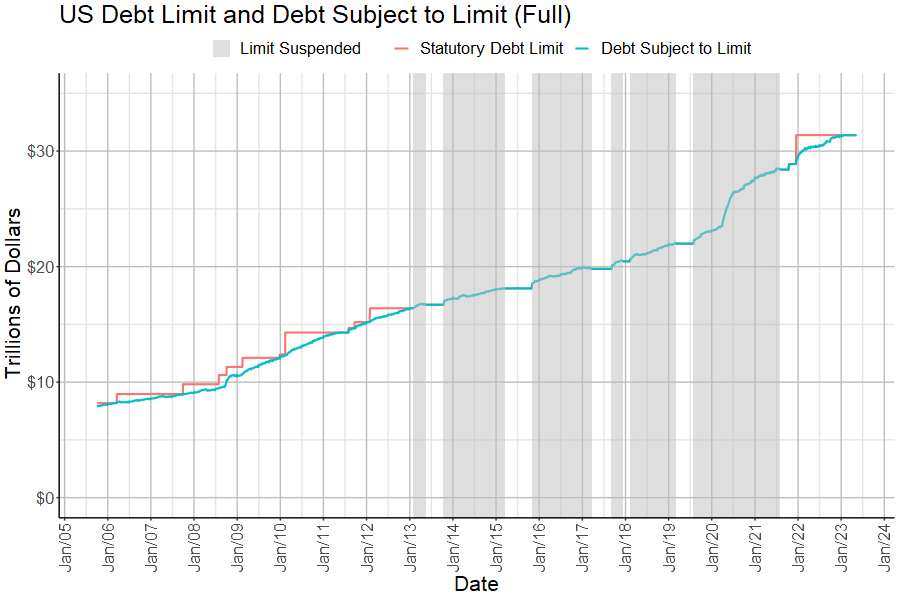 US Debt Limit and Debt Subject to Limit (Full)
Limit Suspended Statutory Debt Limit Debt Subject to Limit
Trillions of Dollars
$30
$20
$10
$0
Jan/05 Jan/06 Jan/07 Jan/08 Jan/09 Jan/10 Jan/11 Jan/12 Jan/13 Jan/14 Jan/15 Jan/16 Jan/17 Jan/18 Jan/19 Jan/20 Jan/21 Jan/22 Jan/23 Jan/24
Date